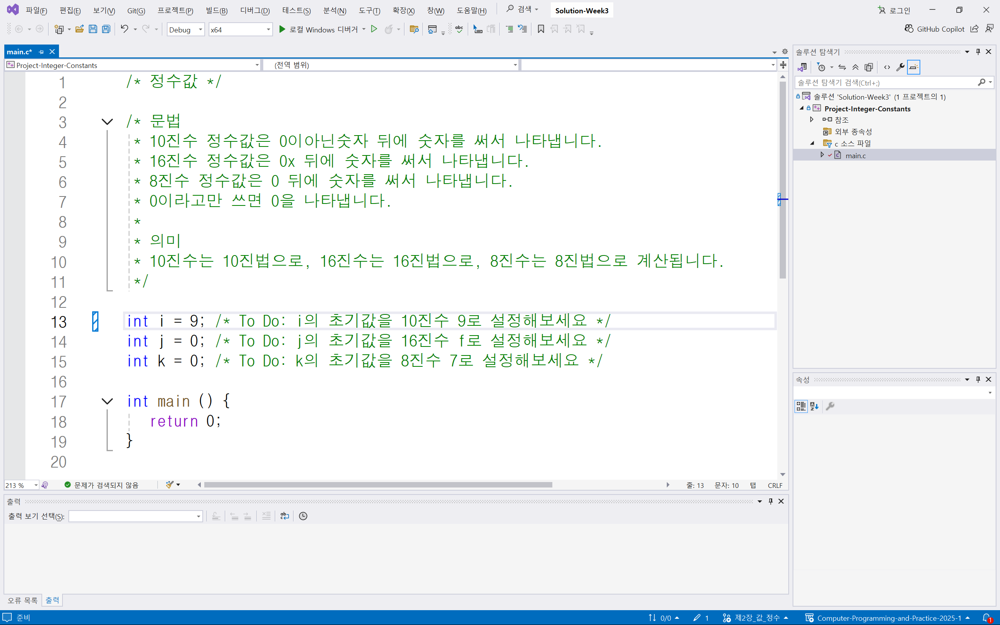 파일(F) 편집(E) 보기(V) Git(G) 프로젝트(P) 빌드(B) 디버그(D) 테스트(S) 분석(N) 도구(T) 확장(X) 창(W) 도움말(H) 검색 Solution-Week3 로그인
Debug x64 로컬 Windows 디버거 abc GitHub Copilot
main.c*
Project-Integer-Constants (전역 범위)
1 /* 정수값 */
2
3 /* 문법
4 * 10진수 정수값은 0이아닌숫자 뒤에 숫자를 써서 나타냅니다.
5 * 16진수 정수값은 0x 뒤에 숫자를 써서 나타냅니다.
6 * 8진수 정수값은 0 뒤에 숫자를 써서 나타냅니다.
7 * 0이라고만 쓰면 0을 나타냅니다.
8 *
9 * 의미
10 * 10진수는 10진법으로, 16진수는 16진법으로, 8진수는 8진법으로 계산됩니다.
11 */
12
13 int i = 9; /* To Do: i의 초기값을 10진수 9로 설정해보세요 */
14 int j = 0; /* To Do: j의 초기값을 16진수 f로 설정해보세요 */
15 int k = 0; /* To Do: k의 초기값을 8진수 7로 설정해보세요 */
16
17 int main () {
18 return 0;
19 }
20
213 % 문제가 검색되지 않음 줄: 13 문자: 10 탭 CRLF
출력
출력 보기 선택(S):
오류 목록 출력
솔루션 탐색기
솔루션 탐색기 검색(Ctrl+;)
솔루션 'Solution-Week3' (1 프로젝트의 1)
Project-Integer-Constants
참조
외부 종속성
c 소스 파일
main.c
속성
준비 0/0 1 제2장_값_정수 Computer-Programming-and-Practice-2025-1 1